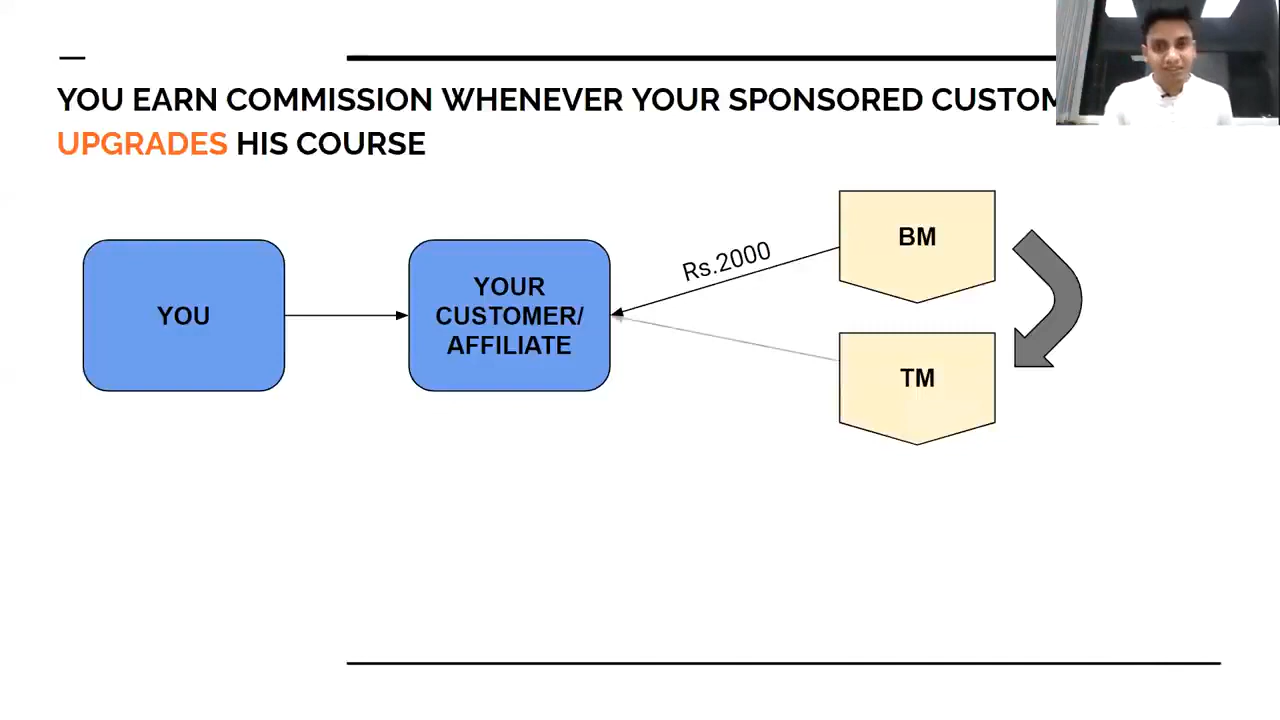 YOU EARN COMMISSION WHENEVER YOUR SPONSORED CUSTOM
UPGRADES HIS COURSE
YOU
YOUR
CUSTOMER/
AFFILIATE
Rs.2000
BM
TM